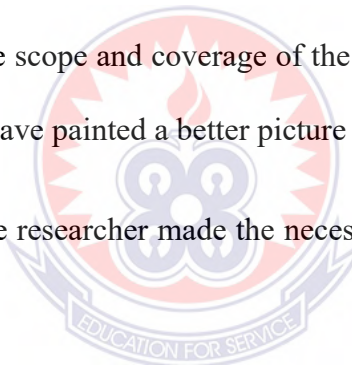 e scope and coverage of the
ave painted a better picture
e researcher made the neces
EDUCATION FOR SERVICE